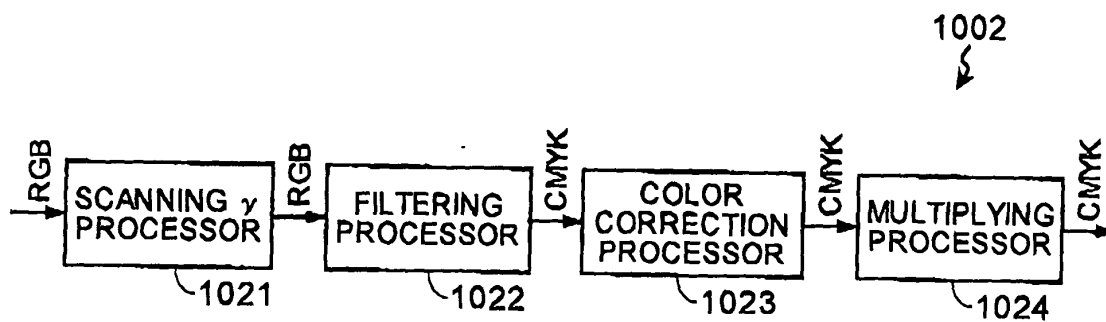 1002
RGB
SCANNING γ
PROCESSOR
1021
RGB
FILTERING
PROCESSOR
1022
CMYK
COLOR
CORRECTION
PROCESSOR
1023
CMYK
MULTIPLYING
PROCESSOR
1024
CMYK